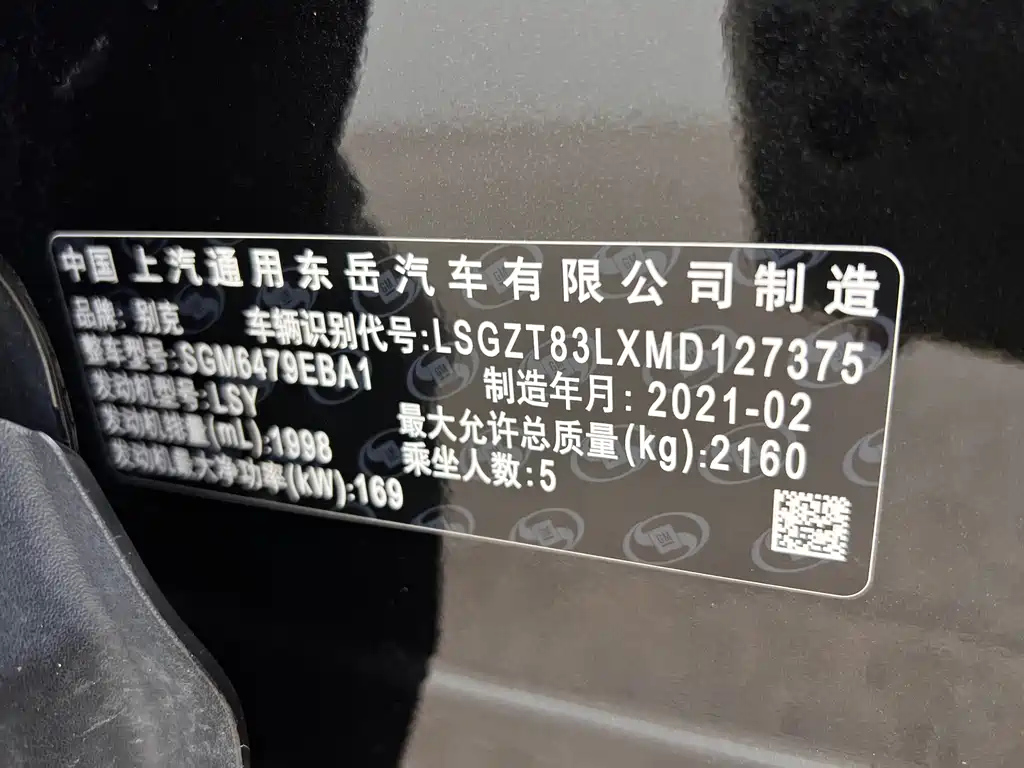 中国 上汽通用东岳汽车有限公司制造
品牌: 别克
车辆识别代号:LSGZT83LXMD127375
整车型号:SGM6479EBA1
制造年月: 2021-02
发动机型号:LSY
最大允许总质量(kg):2160
发动机排量(mL):1998
乘坐人数:5
发动机最大净功率(kW):169
GM